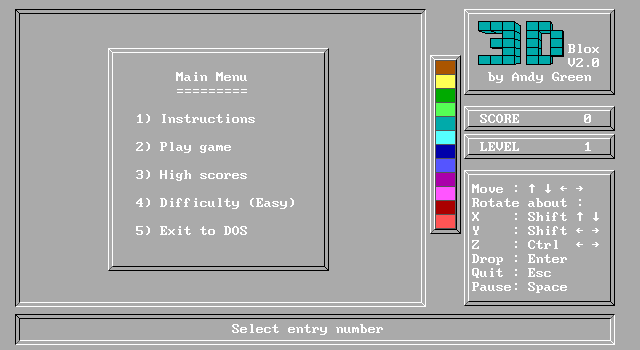 Main Menu
=========
1) Instructions
2) Play game
3) High scores
4) Difficulty (Easy)
5) Exit to DOS
3D
Blox
V2.0
by Andy Green
SCORE 0
LEVEL 1
Move : ↑ ↓ ← →
Rotate about :
X : Shift ↑ ↓
Y : Shift ← →
Z : Ctrl ← →
Drop : Enter
Quit : Esc
Pause: Space
Select entry number